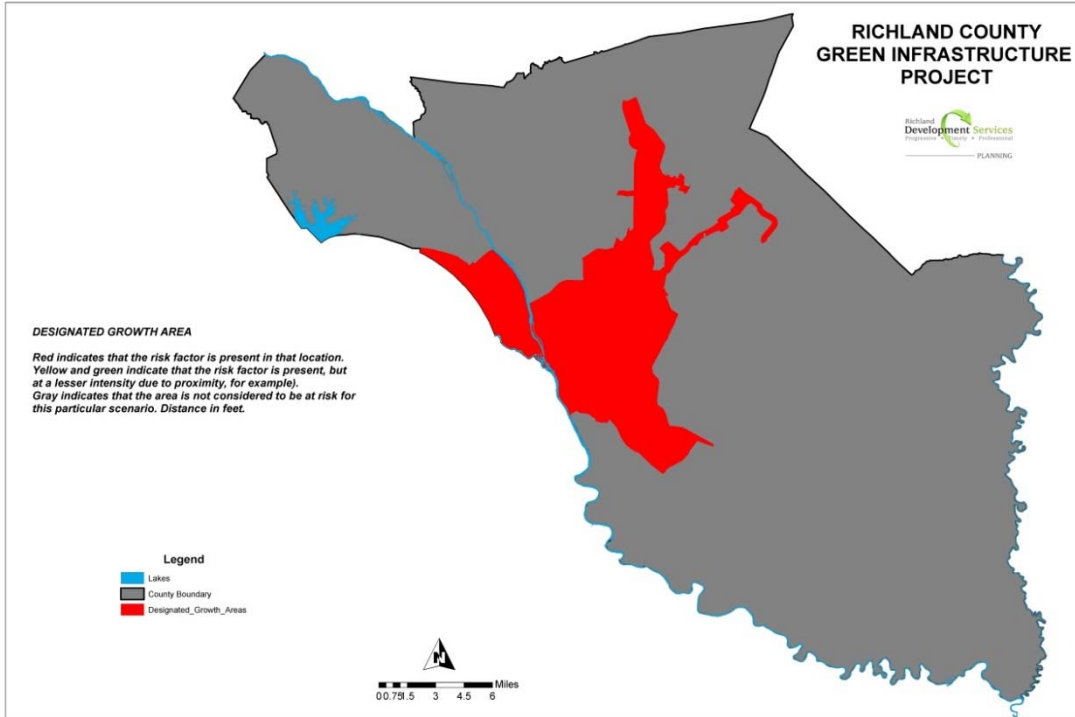 RICHLAND COUNTY
GREEN INFRASTRUCTURE
PROJECT
Richland
Development Services
Progressive • Timely • Professional
PLANNING
DESIGNATED GROWTH AREA
Red indicates that the risk factor is present in that location.
Yellow and green indicate that the risk factor is present, but
at a lesser intensity due to proximity, for example).
Gray indicates that the area is not considered to be at risk for
this particular scenario. Distance in feet.
Legend
Lakes
County Boundary
Designated_Growth_Areas
N
Miles
0 0.75 1.5 3 4.5 6